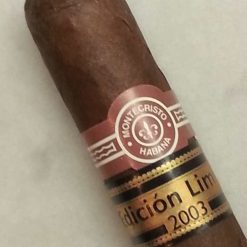 MONTECRISTO
HABANA
Edición Lim
2003